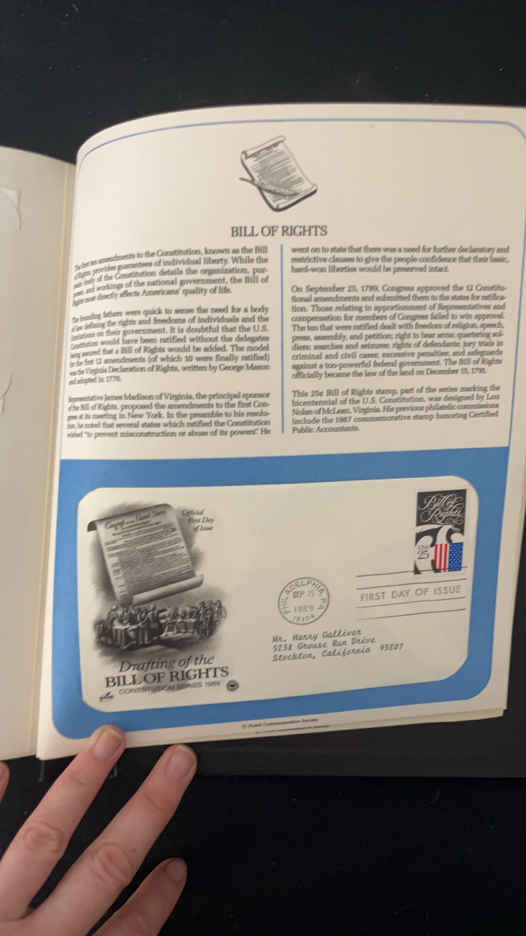 BILL OF RIGHTS
The first ten amendments to the Constitution, known as the Bill
of Rights, provides guarantees of individual liberty. While the
main body of the Constitution details the organization, pur-
poses, and workings of the national government, the Bill of
Rights most directly affects Americans' quality of life.
The founding fathers were quick to sense the need for a body
of law defining the rights and freedoms of individuals and the
limitations on their government. It is doubtful that the U.S.
Constitution would have been ratified without the delegates
being assured that a Bill of Rights would be added. The model
for the first 12 amendments (of which 10 were finally ratified)
was the Virginia Declaration of Rights, written by George Mason
and adopted in 1776.
Representative James Madison of Virginia, the principal sponsor
of the Bill of Rights, proposed the amendments to the first Con-
gress at its meeting in New York. In the preamble to his resolu-
tion, he noted that several states which ratified the Constitution
wished "to prevent misconstruction or abuse of its powers." He
went on to state that there was a need for further declaratory and
restrictive clauses to give the people confidence that their basic,
hard-won liberties would be preserved intact.
On September 25, 1789, Congress approved the 12 Constitu-
tional amendments and submitted them to the states for ratifica-
tion. Those relating to apportionment of Representatives and
compensation for members of Congress failed to win approval.
The ten that were ratified dealt with freedom of religion, speech,
press, assembly, and petition; right to bear arms; quartering sol-
diers; searches and seizures; rights of defendants; jury trials in
criminal and civil cases; excessive penalties; and safeguards
against a too-powerful federal government. The Bill of Rights
officially became the law of the land on December 15, 1791.
This 25¢ Bill of Rights stamp, part of the series marking the
bicentennial of the U.S. Constitution, was designed by Lou
Nolan of McLean, Virginia. His previous philatelic commissions
include the 1987 commemorative stamp honoring Certified
Public Accountants.
Congress of the United States
Official
First Day
of Issue
Bill of
Rights
25
PHILADELPHIA, PA
SEP 25
1989
19104
FIRST DAY OF ISSUE
Mr. Henry Galliver
5238 Grouse Run Drive
Stockton, California 95207
Drafting of the
BILL OF RIGHTS
CONSTITUTION SERIES 1989
© Postal Commemorative Society